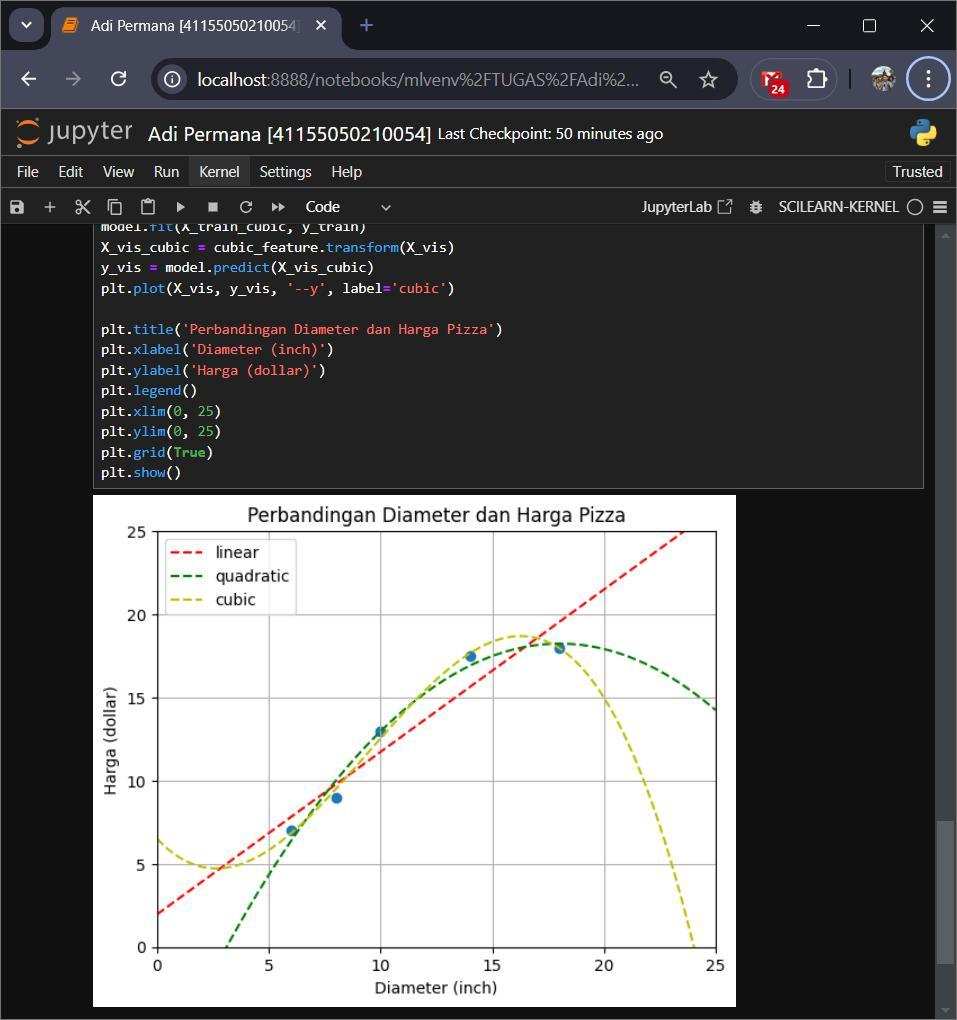 Adi Permana [41155050210054]
localhost:8888/notebooks/mlvenv%2FTUGAS%2FAdi%2...
24
jupyter Adi Permana [41155050210054] Last Checkpoint: 50 minutes ago
File Edit View Run Kernel Settings Help Trusted
Code JupyterLab SCILEARN-KERNEL
model.fit(X_train_cubic, y_train)
X_vis_cubic = cubic_feature.transform(X_vis)
y_vis = model.predict(X_vis_cubic)
plt.plot(X_vis, y_vis, '--y', label='cubic')
plt.title('Perbandingan Diameter dan Harga Pizza')
plt.xlabel('Diameter (inch)')
plt.ylabel('Harga (dollar)')
plt.legend()
plt.xlim(0, 25)
plt.ylim(0, 25)
plt.grid(True)
plt.show()
Perbandingan Diameter dan Harga Pizza
25
20
15
10
5
0
Harga (dollar)
linear
quadratic
cubic
0 5 10 15 20 25
Diameter (inch)